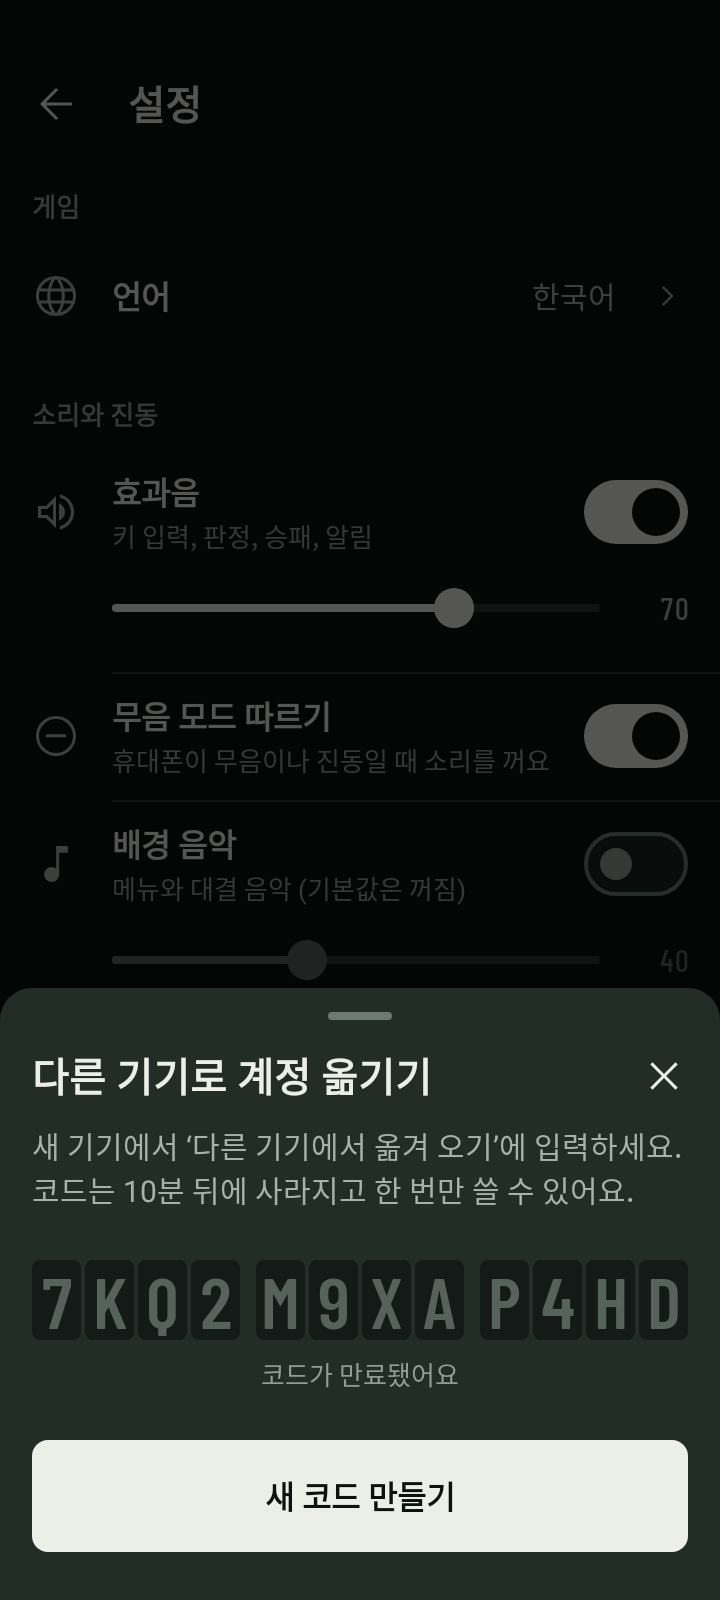 설정
게임
언어
한국어
소리와 진동
효과음
키 입력, 판정, 승패, 알림
70
무음 모드 따르기
휴대폰이 무음이나 진동일 때 소리를 꺼요
배경 음악
메뉴와 대결 음악 (기본값은 꺼짐)
40
다른 기기로 계정 옮기기
새 기기에서 ‘다른 기기에서 옮겨 오기’에 입력하세요.
코드는 10분 뒤에 사라지고 한 번만 쓸 수 있어요.
7KQ2 M9XA P4HD
코드가 만료됐어요
새 코드 만들기